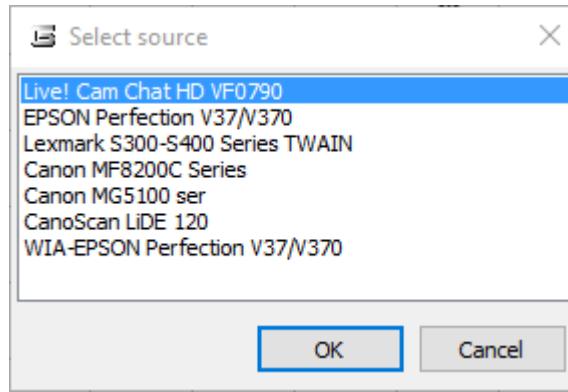 Select source
Live! Cam Chat HD VF0790
EPSON Perfection V37/V370
Lexmark S300-S400 Series TWAIN
Canon MF8200C Series
Canon MG5100 ser
CanoScan LiDE 120
WIA-EPSON Perfection V37/V370
OK
Cancel